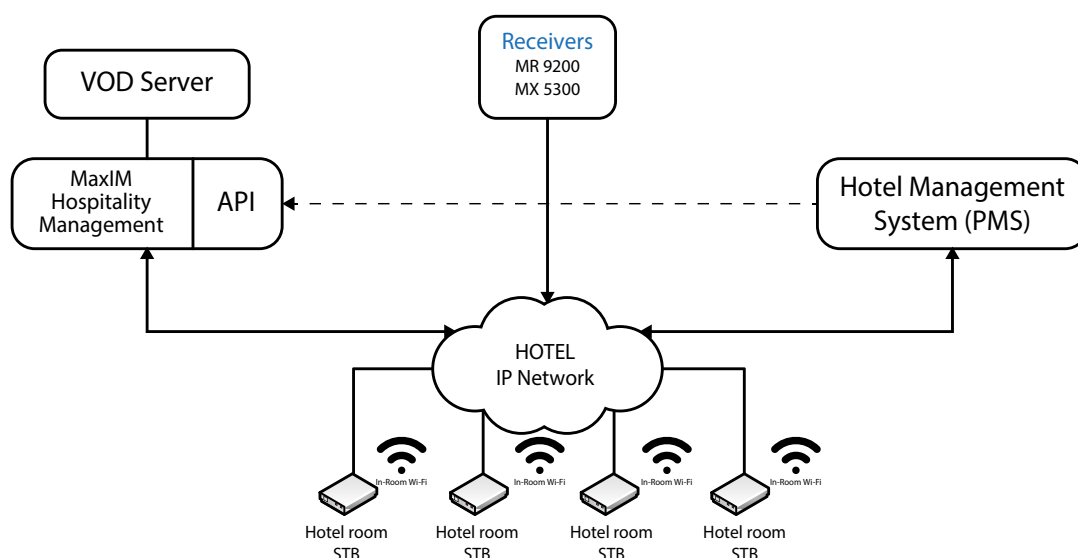 VOD Server
Receivers
MR 9200
MX 5300
MaxIM
Hospitality
Management
API
Hotel Management
System (PMS)
HOTEL
IP Network
In-Room Wi-Fi
In-Room Wi-Fi
In-Room Wi-Fi
In-Room Wi-Fi
Hotel room
STB
Hotel room
STB
Hotel room
STB
Hotel room
STB